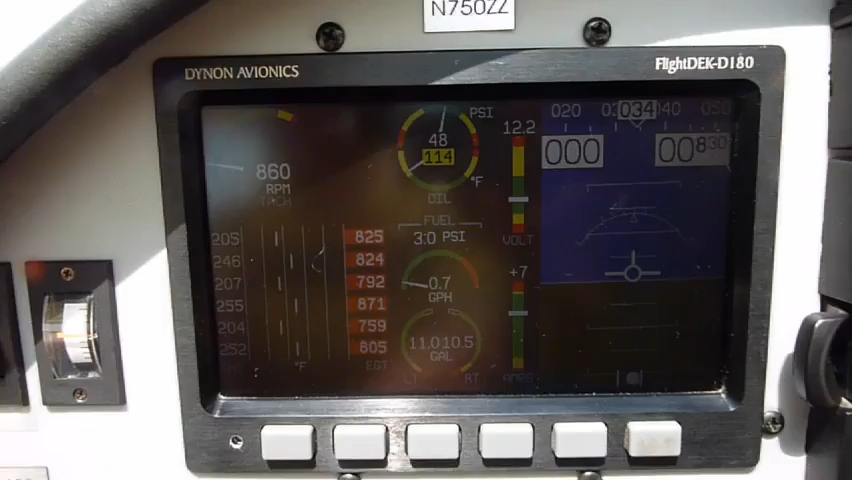 N750ZZ
DYNON AVIONICS
FlightDEK-D180
860
RPM
TACH
PSI
48
114
°F
OIL
12.2
VOLT
020
034
40
050
000
00830
FUEL
3.0 PSI
0.7
GPH
+7
AMPS
205 825
246 824
207 792
255 871
204 759
252 805
°F EGT
11.0 10.5
GAL
LT RT